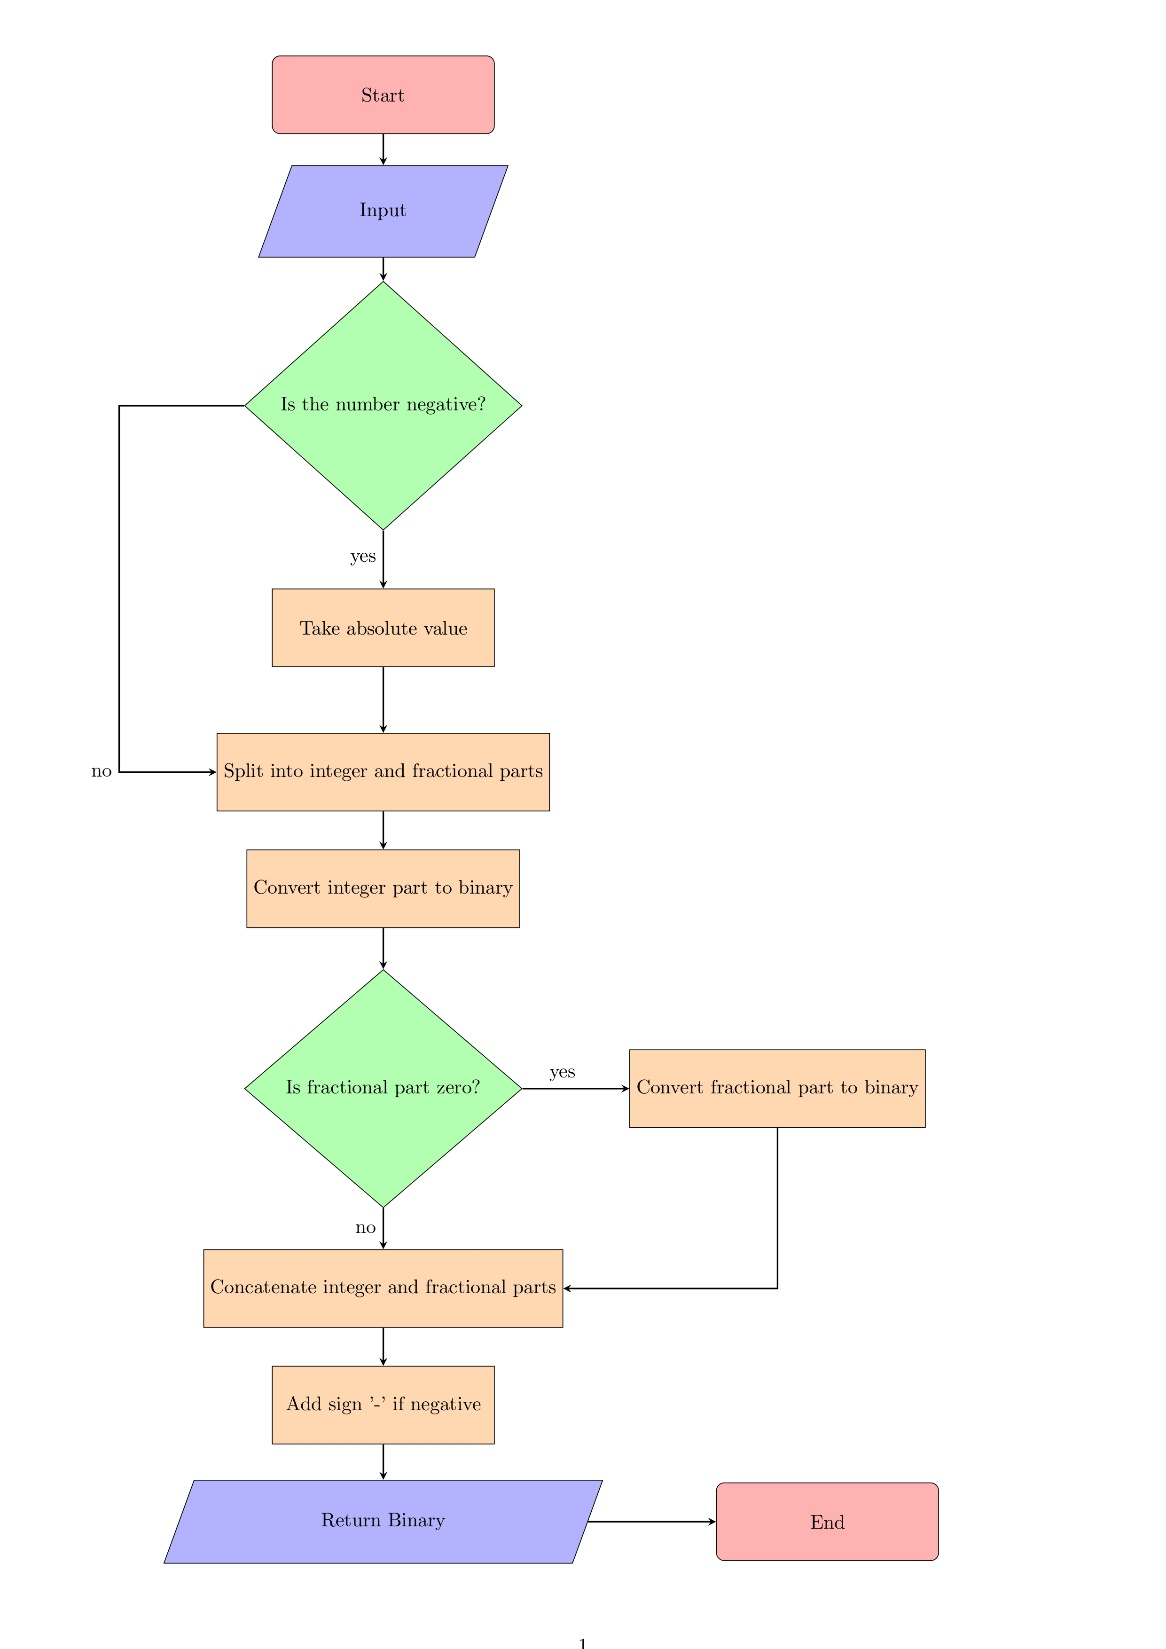 Start
Input
Is the number negative?
yes
Take absolute value
no
Split into integer and fractional parts
Convert integer part to binary
Is fractional part zero?
yes
Convert fractional part to binary
no
Concatenate integer and fractional parts
Add sign '-' if negative
Return Binary
End
1